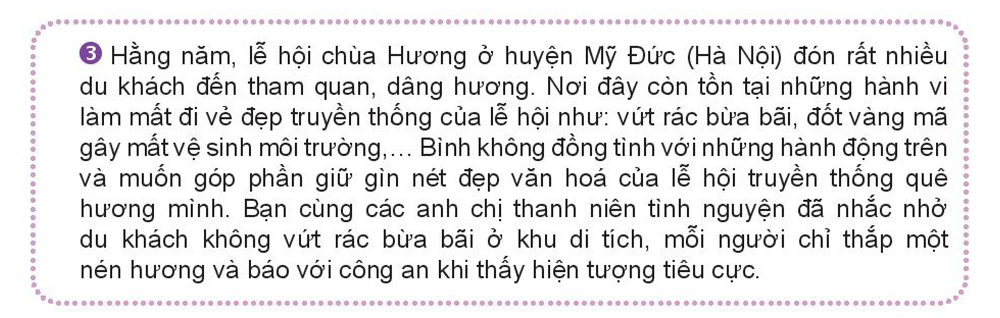 3 Hằng năm, lễ hội chùa Hương ở huyện Mỹ Đức (Hà Nội) đón rất nhiều
du khách đến tham quan, dâng hương. Nơi đây còn tồn tại những hành vi
làm mất đi vẻ đẹp truyền thống của lễ hội như: vứt rác bừa bãi, đốt vàng mã
gây mất vệ sinh môi trường,... Bình không đồng tình với những hành động trên
và muốn góp phần giữ gìn nét đẹp văn hoá của lễ hội truyền thống quê
hương mình. Bạn cùng các anh chị thanh niên tình nguyện đã nhắc nhở
du khách không vứt rác bừa bãi ở khu di tích, mỗi người chỉ thắp một
nén hương và báo với công an khi thấy hiện tượng tiêu cực.